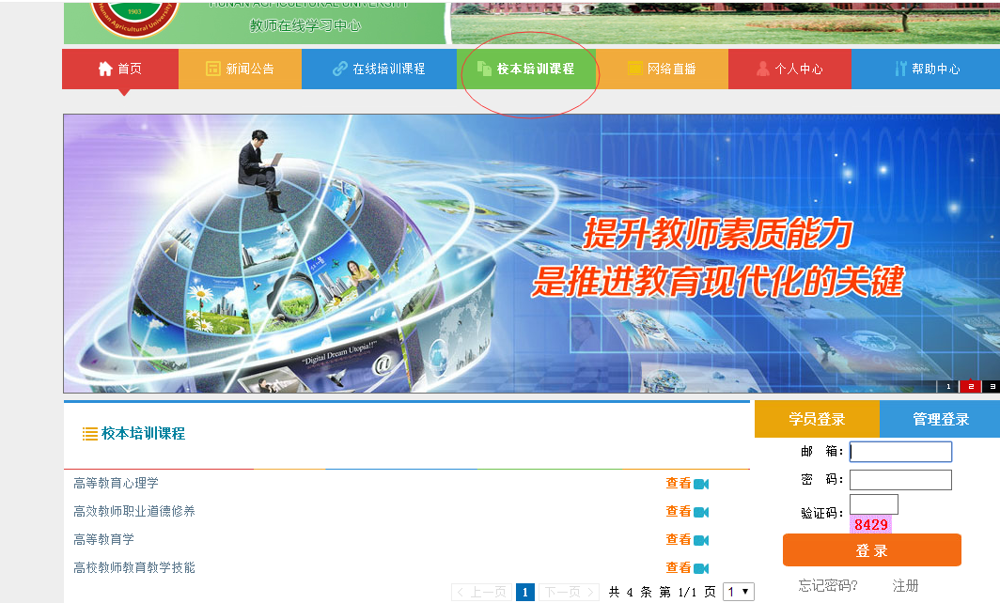 HUNAN AGRICULTURAL UNIVERSITY
1903
Hunan Agricultural University
教师在线学习中心
首页 新闻公告 在线培训课程 校本培训课程 网络直播 个人中心 帮助中心
提升教师素质能力
是推进教育现代化的关键
"Digital Dream Utopia!!"
@
1 2 3
校本培训课程
学员登录 管理登录
高等教育心理学 查看
高效教师职业道德修养 查看
高等教育学 查看
高校教师教育教学技能 查看
< 上一页 1 下一页 > 共 4 条 第 1/1 页 1 ▼
邮 箱:
密 码:
验证码:
8429
登录
忘记密码? 注册